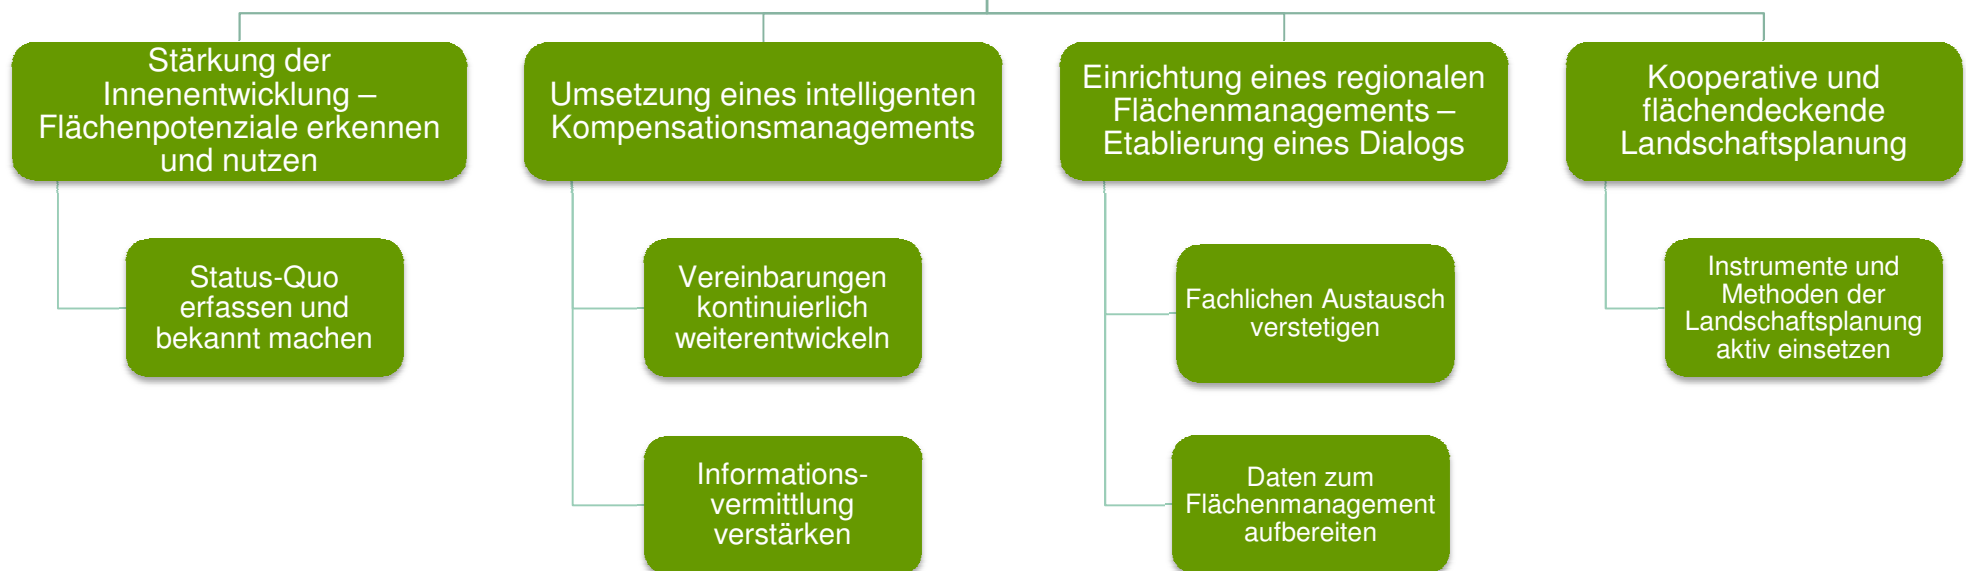 Stärkung der
Innenentwicklung –
Flächenpotenziale erkennen
und nutzen
Umsetzung eines intelligenten
Kompensationsmanagements
Einrichtung eines regionalen
Flächenmanagements –
Etablierung eines Dialogs
Kooperative und
flächendeckende
Landschaftsplanung
Status-Quo
erfassen und
bekannt machen
Vereinbarungen
kontinuierlich
weiterentwickeln
Fachlichen Austausch
verstetigen
Instrumente und
Methoden der
Landschaftsplanung
aktiv einsetzen
Informations-
vermittlung
verstärken
Daten zum
Flächenmanagement
aufbereiten